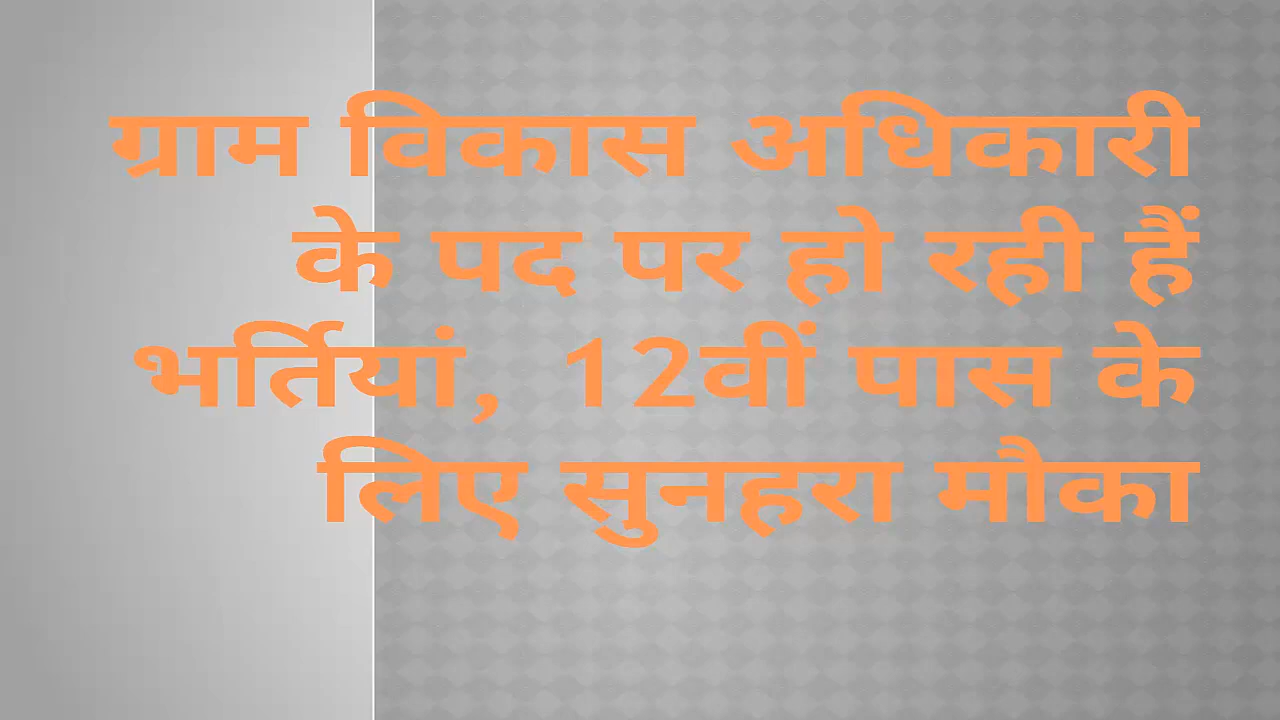 ग्राम विकास अधिकारी
के पद पर हो रही हैं
भर्तियां, 12वीं पास के
लिए सुनहरा मौका